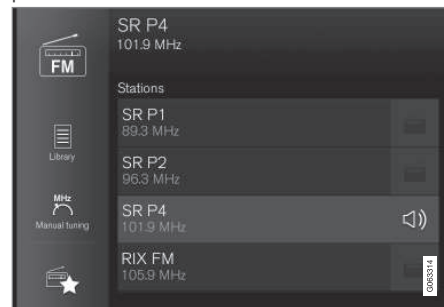 SR P4
101.9 MHz
FM
Stations
SR P1
89.3 MHz
Library
SR P2
96.3 MHz
MHz
Manual tuning
SR P4
101.9 MHz
RIX FM
105.9 MHz
G063314